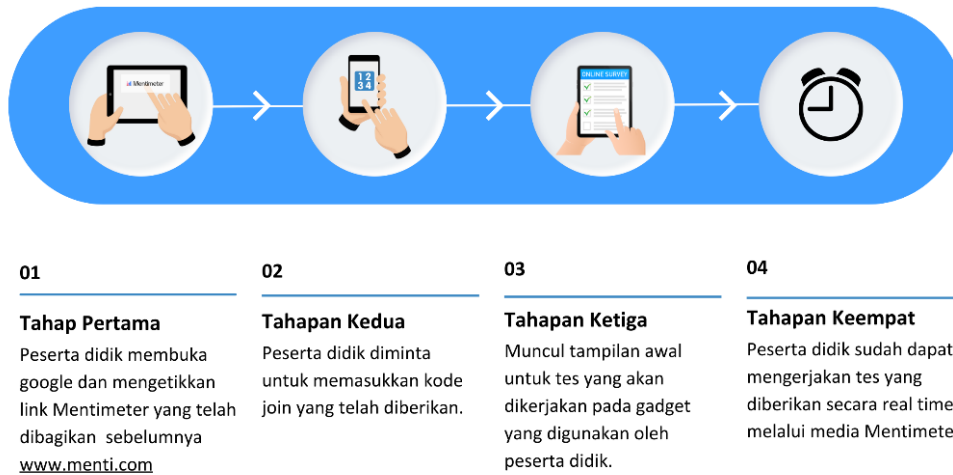 Mentimeter
1 2
3 4
ONLINE SURVEY
01
Tahap Pertama
Peserta didik membuka
google dan mengetikkan
link Mentimeter yang telah
dibagikan sebelumnya
www.menti.com
02
Tahapan Kedua
Peserta didik diminta
untuk memasukkan kode
join yang telah diberikan.
03
Tahapan Ketiga
Muncul tampilan awal
untuk tes yang akan
dikerjakan pada gadget
yang digunakan oleh
peserta didik.
04
Tahapan Keempat
Peserta didik sudah dapat
mengerjakan tes yang
diberikan secara real time
melalui media Mentimete